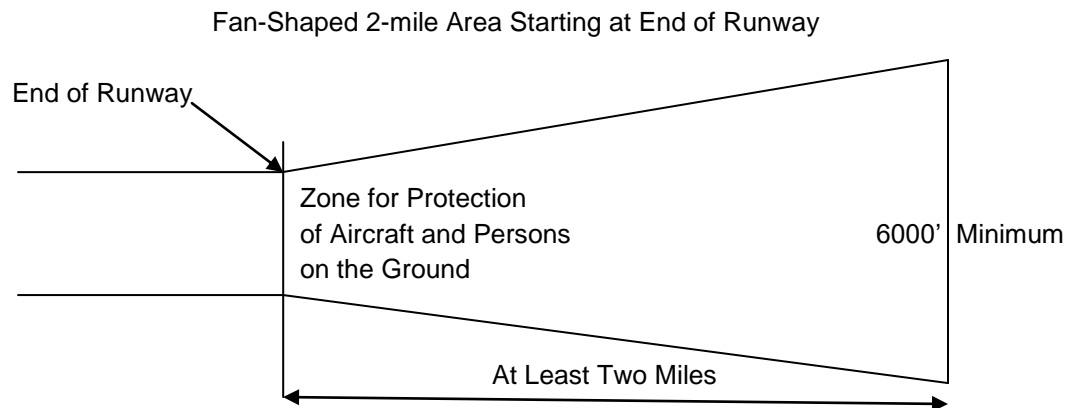 Fan-Shaped 2-mile Area Starting at End of Runway
End of Runway
Zone for Protection
of Aircraft and Persons
on the Ground
6000’ Minimum
At Least Two Miles